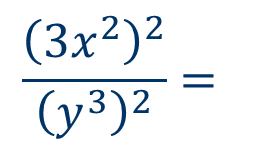 (3x²)²
(y³)² =